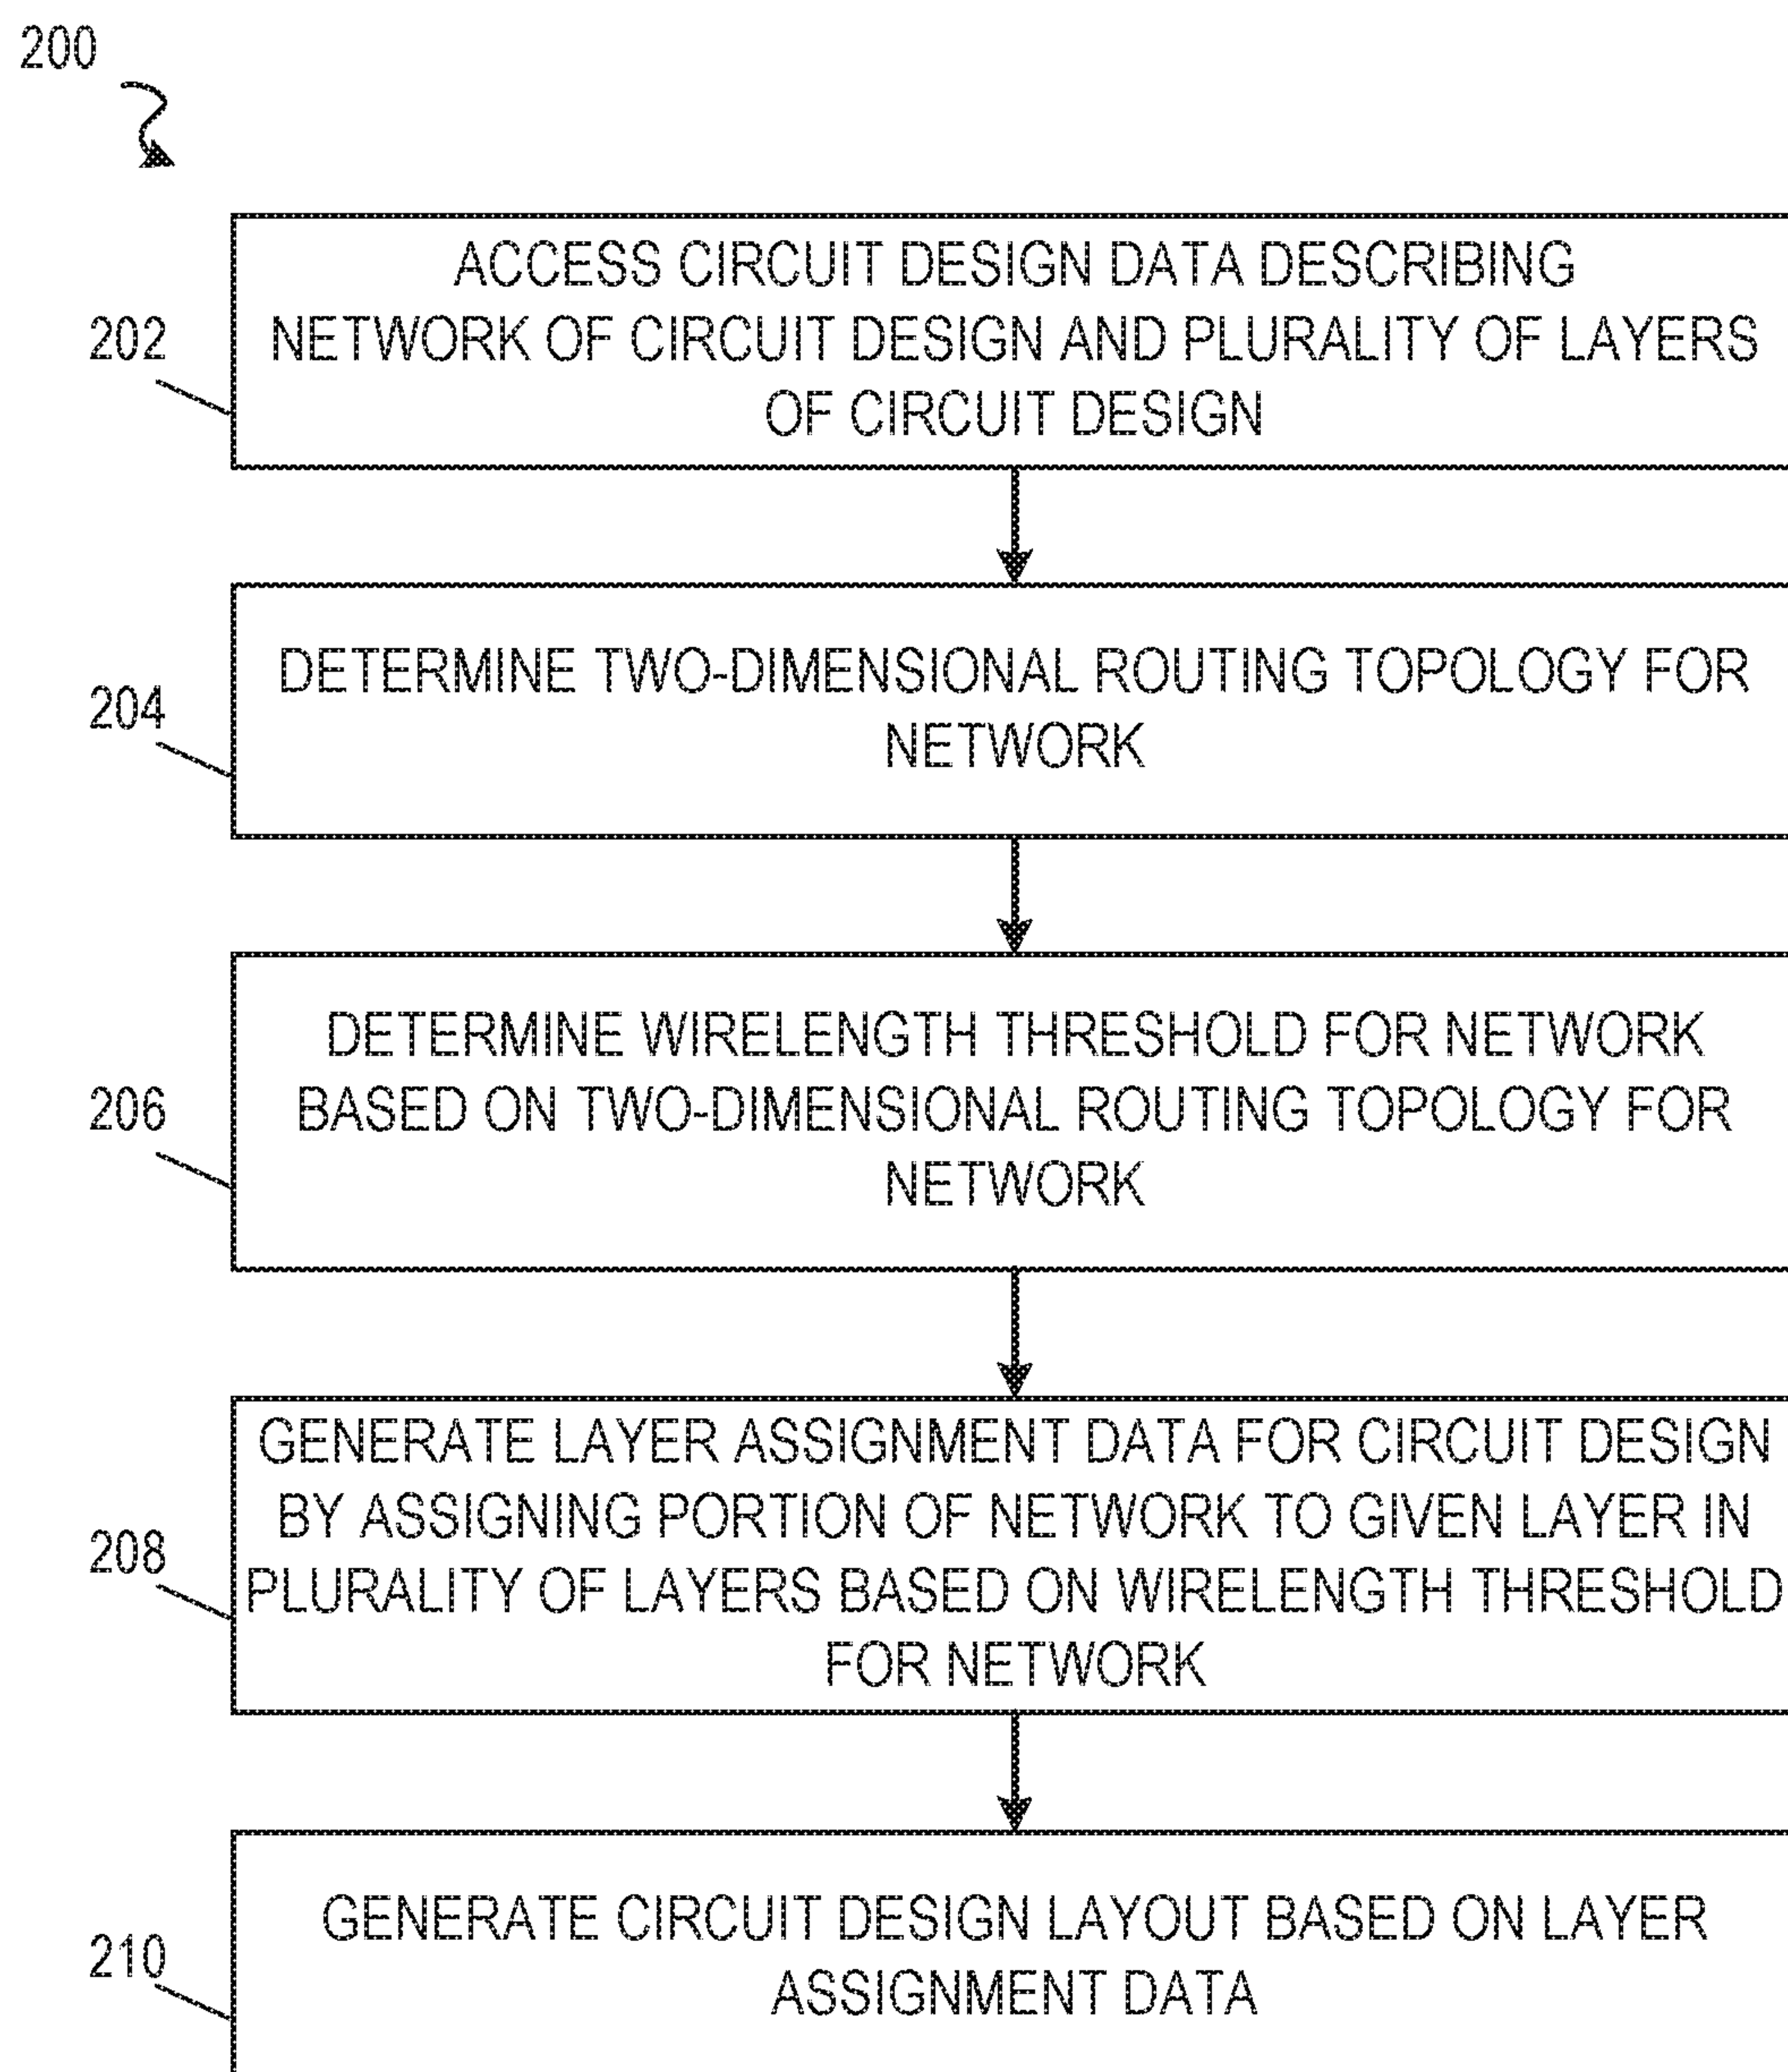 200
ACCESS CIRCUIT DESIGN DATA DESCRIBING
NETWORK OF CIRCUIT DESIGN AND PLURALITY OF LAYERS
OF CIRCUIT DESIGN
202
DETERMINE TWO-DIMENSIONAL ROUTING TOPOLOGY FOR
NETWORK
204
DETERMINE WIRELENGTH THRESHOLD FOR NETWORK
BASED ON TWO-DIMENSIONAL ROUTING TOPOLOGY FOR
NETWORK
206
GENERATE LAYER ASSIGNMENT DATA FOR CIRCUIT DESIGN
BY ASSIGNING PORTION OF NETWORK TO GIVEN LAYER IN
PLURALITY OF LAYERS BASED ON WIRELENGTH THRESHOLD
FOR NETWORK
208
GENERATE CIRCUIT DESIGN LAYOUT BASED ON LAYER
ASSIGNMENT DATA
210